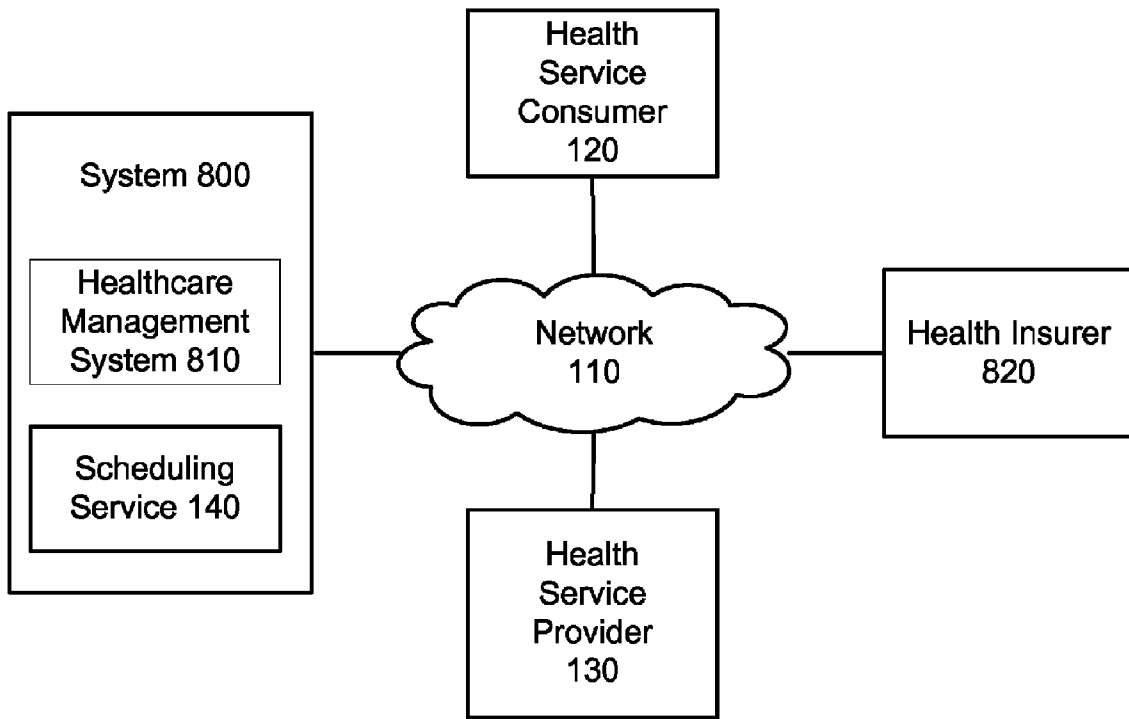 Health
Service
Consumer
120
System 800
Healthcare
Management
System 810
Scheduling
Service 140
Network
110
Health Insurer
820
Health
Service
Provider
130